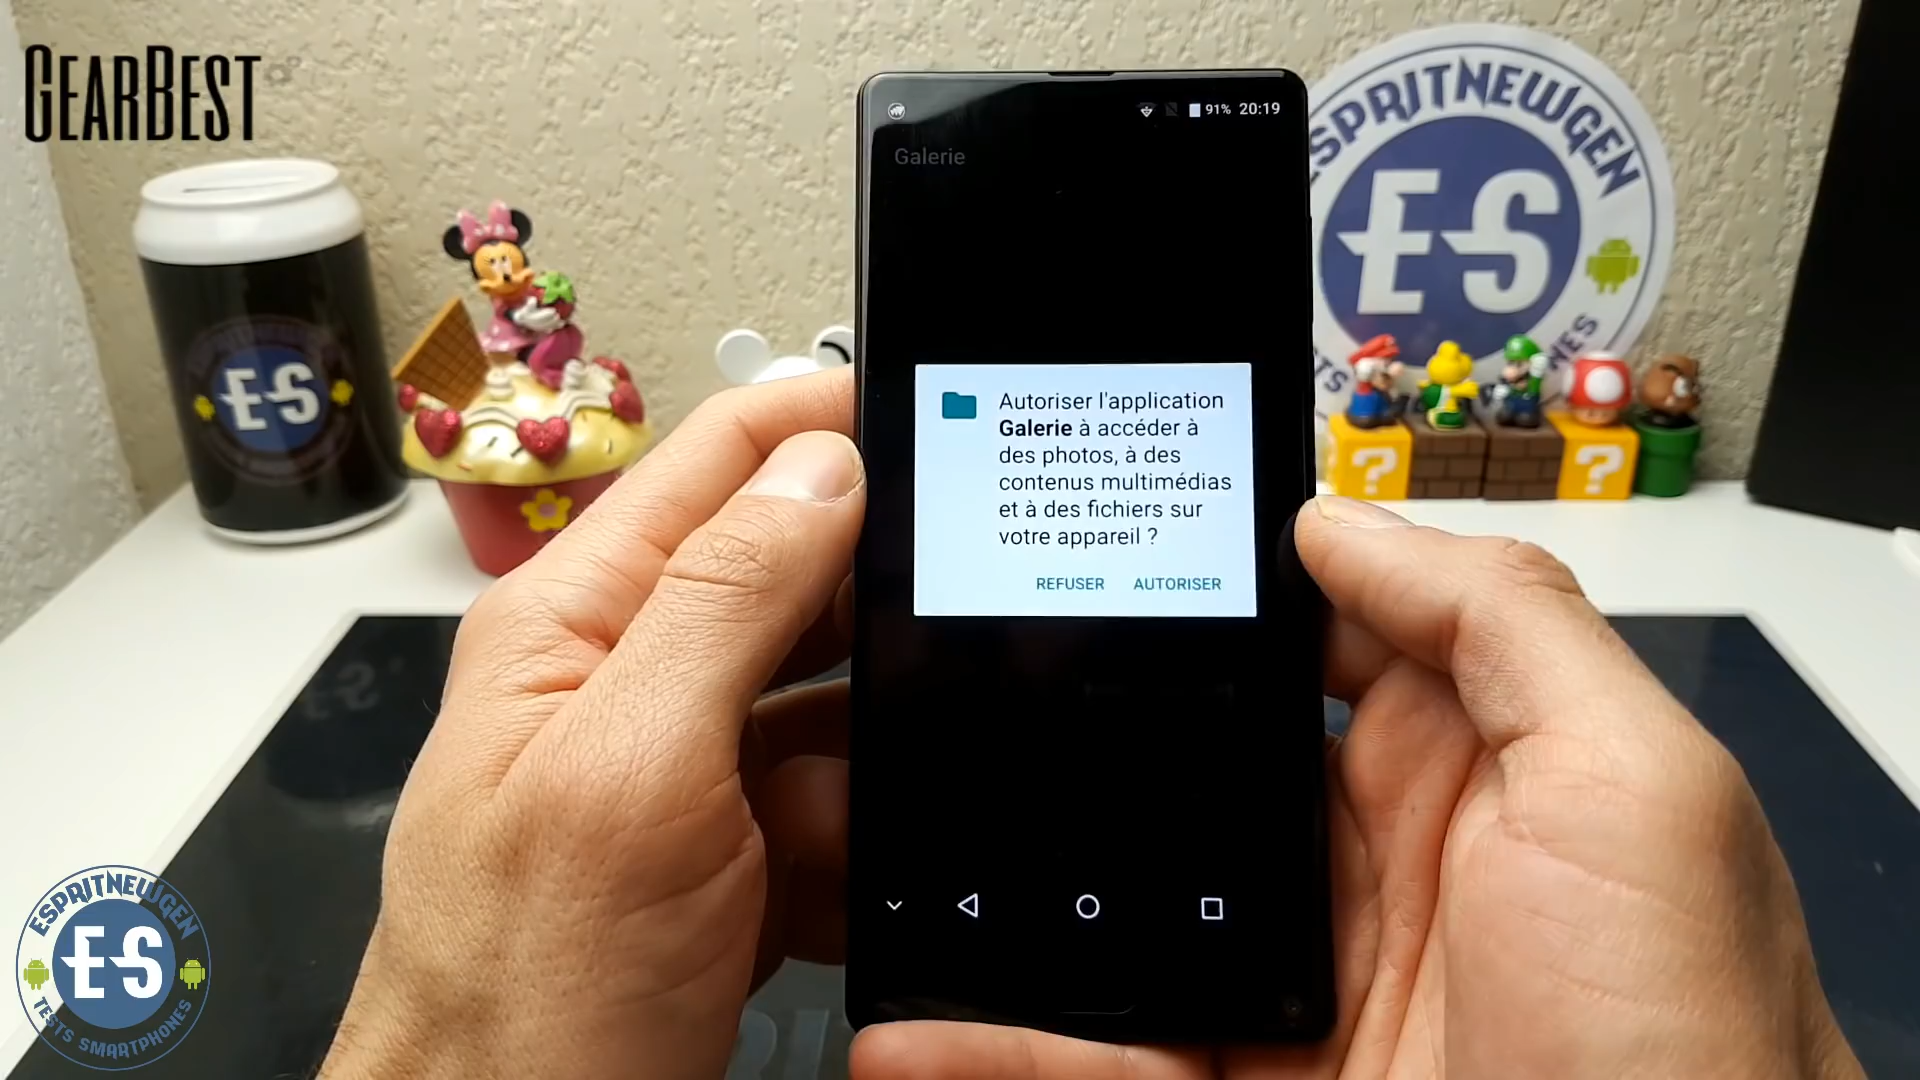 GEARBEST
91% 20:19
Galerie
Autoriser l'application
Galerie à accéder à
des photos, à des
contenus multimédias
et à des fichiers sur
votre appareil ?
REFUSER AUTORISER
ESPRITNEWGEN
ES
ES
?
?
ESPRITNEWGEN
ES
TESTS SMARTPHONES